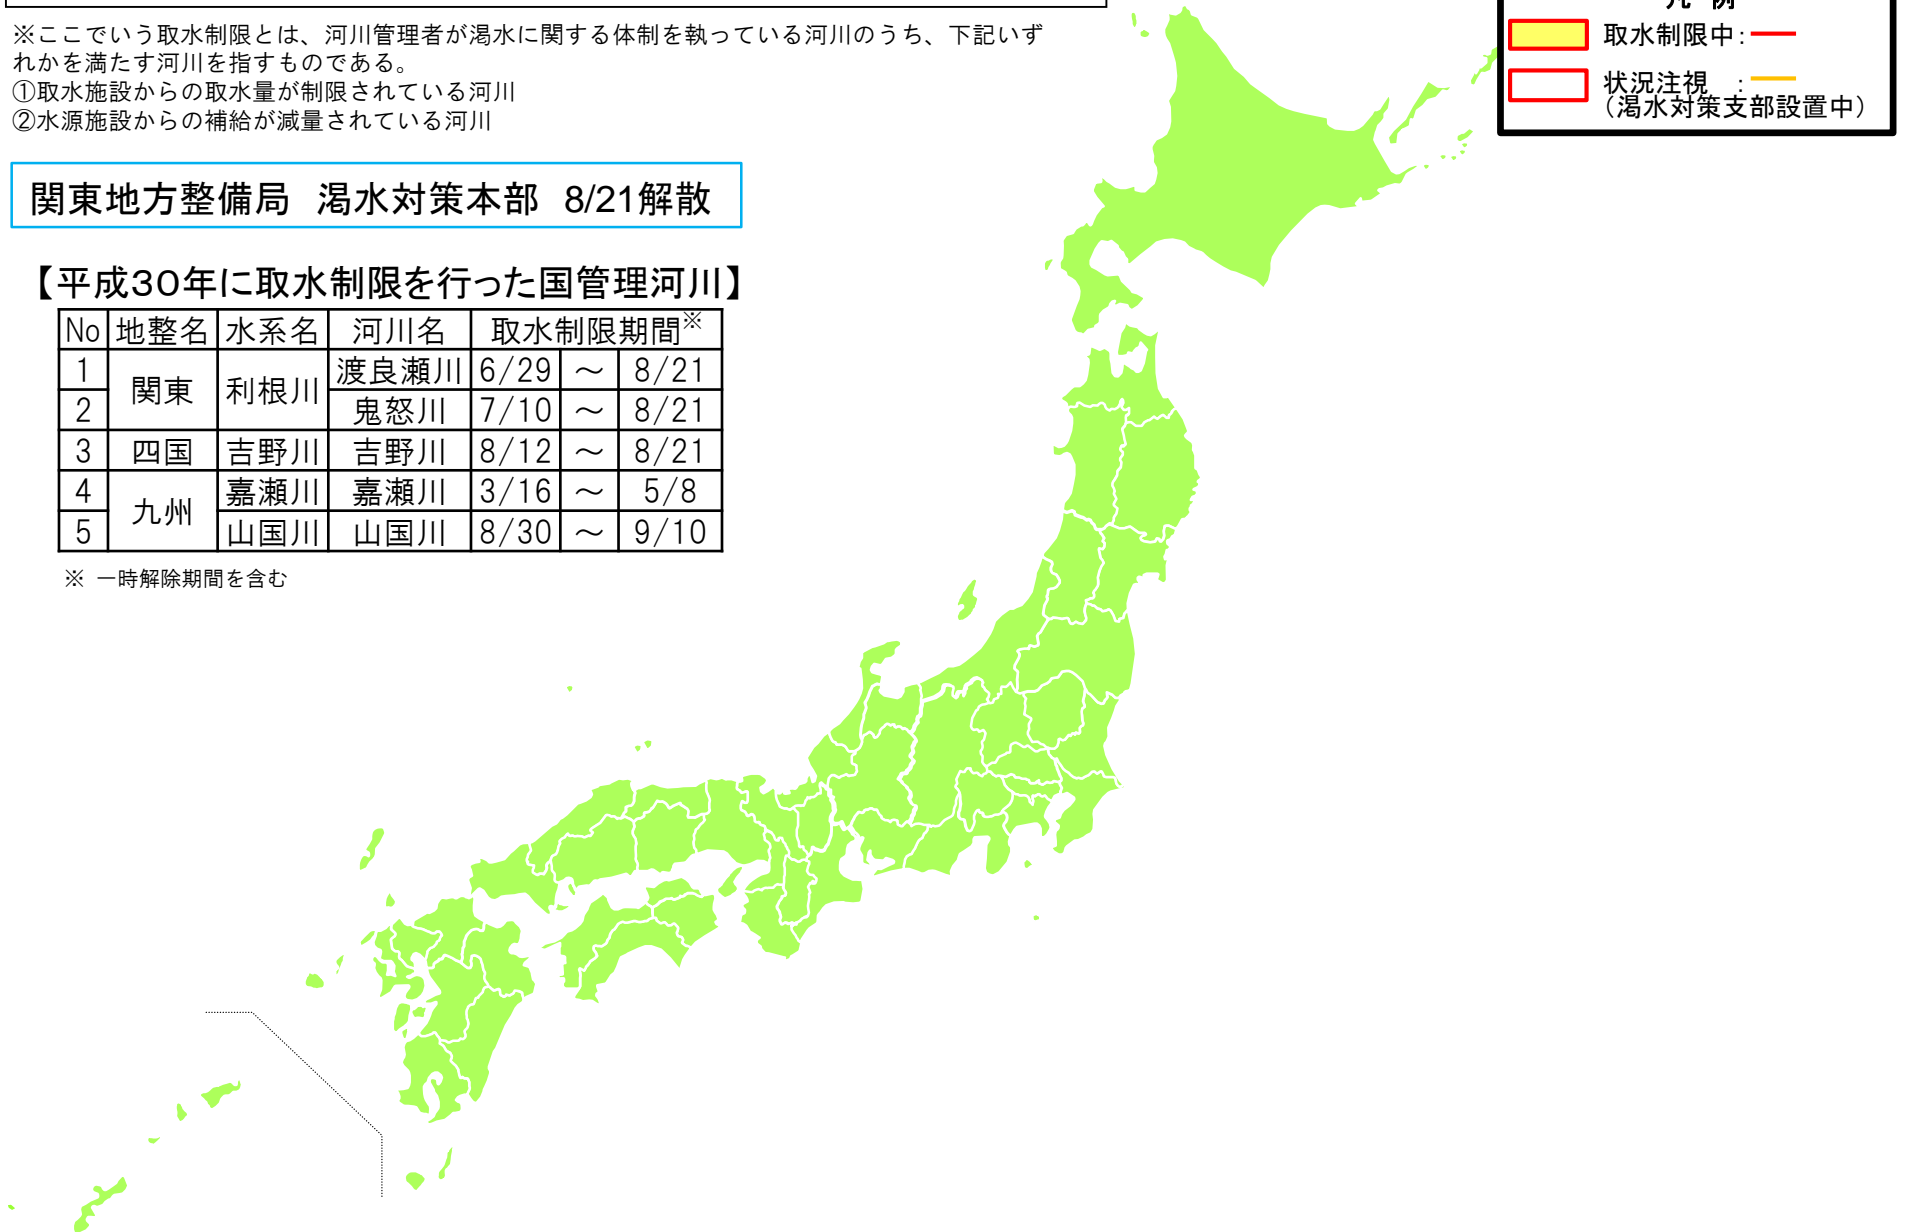 ※ここでいう取水制限とは、河川管理者が渇水に関する体制を執っている河川のうち、下記いず
れかを満たす河川を指すものである。
①取水施設からの取水量が制限されている河川
②水源施設からの補給が減量されている河川
凡 例
取水制限中:
状況注視 :
（渇水対策支部設置中）
関東地方整備局 渇水対策本部 8/21解散
【平成30年に取水制限を行った国管理河川】
No 地整名 水系名 河川名 取水制限期間※
1 関東 利根川 渡良瀬川 6/29 ～ 8/21
2 鬼怒川 7/10 ～ 8/21
3 四国 吉野川 吉野川 8/12 ～ 8/21
4 九州 嘉瀬川 嘉瀬川 3/16 ～ 5/8
5 山国川 山国川 8/30 ～ 9/10
※ 一時解除期間を含む